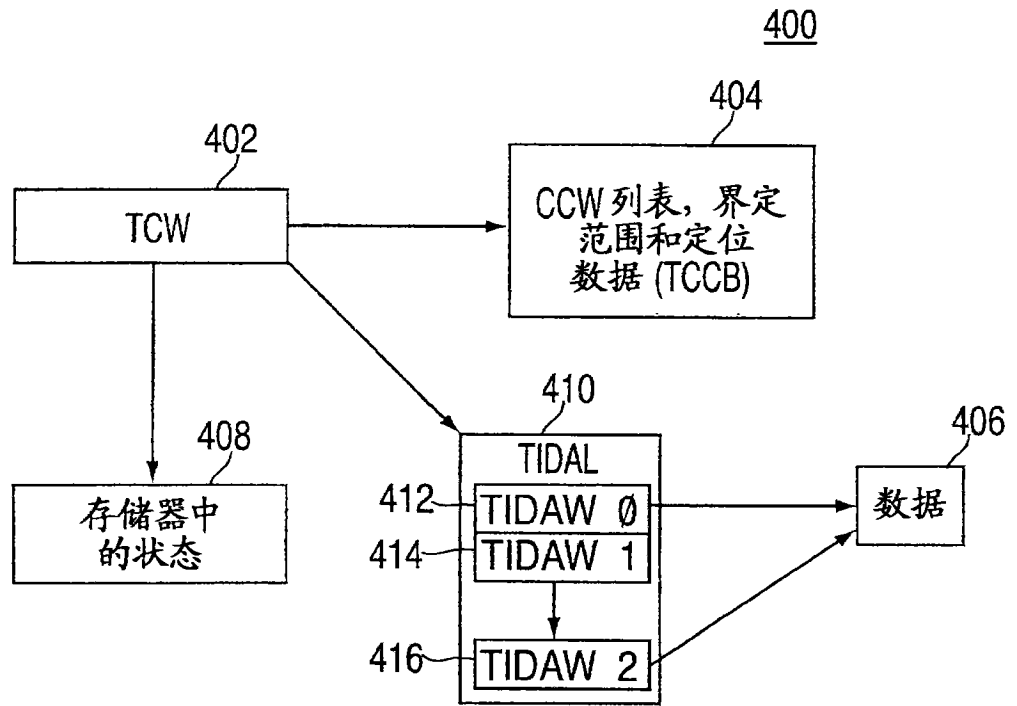 400
402
404
TCW
CCW 列表，界定
范围和定位
数据 (TCCB)
408
410
406
存储器中
的状态
TIDAL
412
TIDAW 0
数据
414
TIDAW 1
416
TIDAW 2